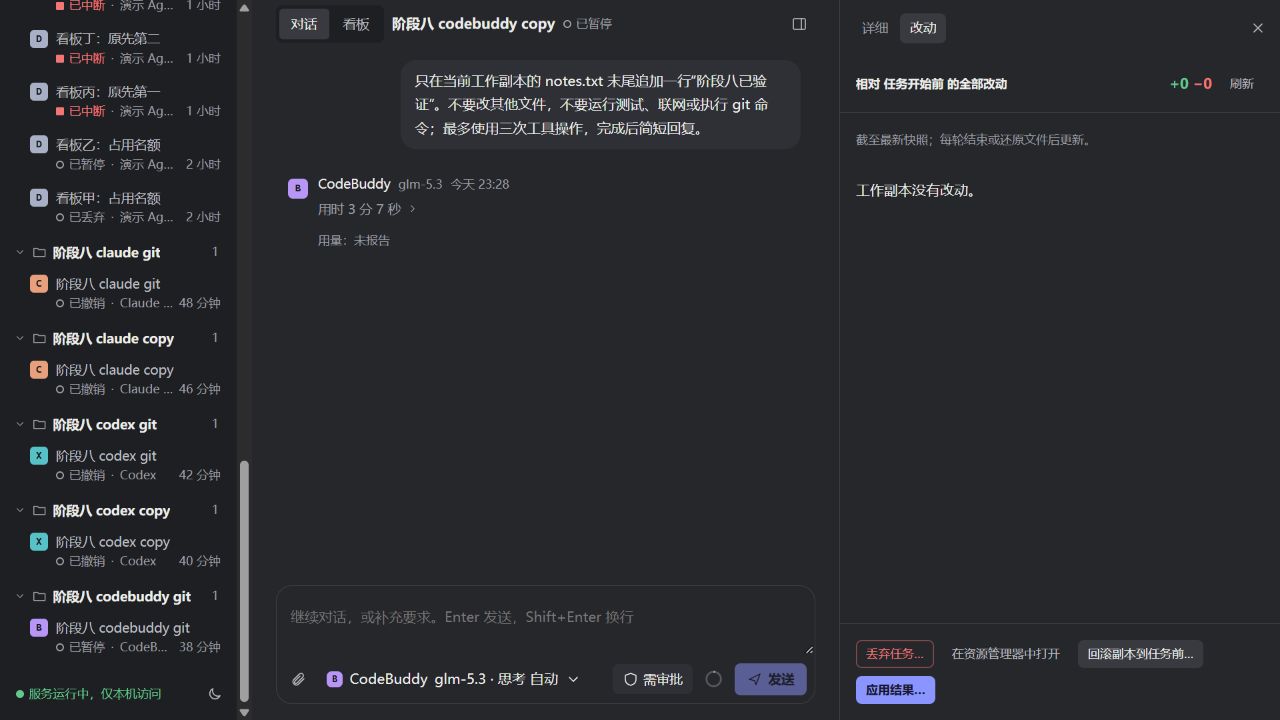 已中断 · 演示 Ag... 1 小时
D 看板丁：原先第二
已中断 · 演示 Ag... 1 小时
D 看板丙：原先第一
已中断 · 演示 Ag... 1 小时
D 看板乙：占用名额
已暂停 · 演示 Ag... 2 小时
D 看板甲：占用名额
已丢弃 · 演示 Ag... 2 小时
阶段八 claude git 1
C 阶段八 claude git
已撤销 · Claude ... 48 分钟
阶段八 claude copy 1
C 阶段八 claude copy
已撤销 · Claude ... 46 分钟
阶段八 codex git 1
X 阶段八 codex git
已撤销 · Codex 42 分钟
阶段八 codex copy 1
X 阶段八 codex copy
已撤销 · Codex 40 分钟
阶段八 codebuddy git 1
B 阶段八 codebuddy git
已暂停 · CodeB... 38 分钟
服务运行中，仅本机访问
对话 看板 阶段八 codebuddy copy 已暂停
只在当前工作副本的 notes.txt 末尾追加一行“阶段八已验
证”。不要改其他文件，不要运行测试、联网或执行 git 命
令；最多使用三次工具操作，完成后简短回复。
B CodeBuddy glm-5.3 今天 23:28
用时 3 分 7 秒
用量：未报告
继续对话，或补充要求。Enter 发送，Shift+Enter 换行
B CodeBuddy glm-5.3 · 思考 自动 需审批 发送
详细 改动
相对 任务开始前 的全部改动 +0 −0 刷新
截至最新快照；每轮结束或还原文件后更新。
工作副本没有改动。
丢弃任务... 在资源管理器中打开 回滚副本到任务前...
应用结果...